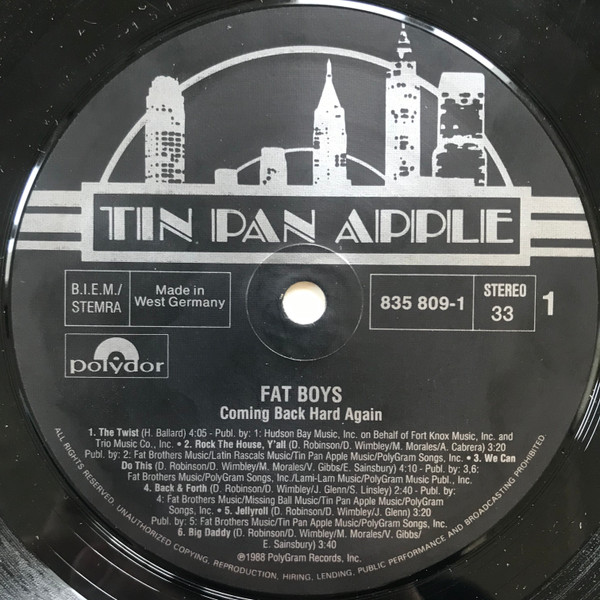 TIN PAN APPLE
B.I.E.M./
STEMRA
Made in
West Germany
835 809-1
STEREO
33
1
polydor
FAT BOYS
Coming Back Hard Again
1. The Twist (H. Ballard) 4:05 - Publ. by: 1: Hudson Bay Music, Inc. on Behalf of Fort Knox Music, Inc. and
Trio Music Co., Inc. • 2. Rock The House, Y'all (D. Robinson/D. Wimbley/M. Morales/A. Cabrera) 3:20
Publ. by: 2: Fat Brothers Music/Latin Rascals Music/Tin Pan Apple Music/PolyGram Songs, Inc. • 3. We Can
Do This (D. Robinson/D. Wimbley/M. Morales/V. Gibbs/E. Sainsbury) 4:10 - Publ. by: 3,6:
Fat Brothers Music/Tin Pan Apple Music/PolyGram Songs, Inc./Lami-Lam Music/PolyGram Music Publ., Inc.
4. Back & Forth (D. Robinson/D. Wimbley/J. Glenn/S. Linsley) 2:40 - Publ. by:
4: Fat Brothers Music/Missing Ball Music/Tin Pan Apple Music/PolyGram
Songs, Inc. • 5. Jellyroll (D. Robinson/D. Wimbley/J. Glenn) 3:20
Publ. by: 5: Fat Brothers Music/Tin Pan Apple Music/PolyGram Songs, Inc.
6. Big Daddy (D. Robinson/D. Wimbley/M. Morales/V. Gibbs/
E. Sainsbury) 3:40
℗1988 PolyGram Records, Inc.
ALL RIGHTS RESERVED. UNAUTHORIZED COPYING, REPRODUCTION, HIRING, LENDING, PUBLIC PERFORMANCE AND BROADCASTING PROHIBITED